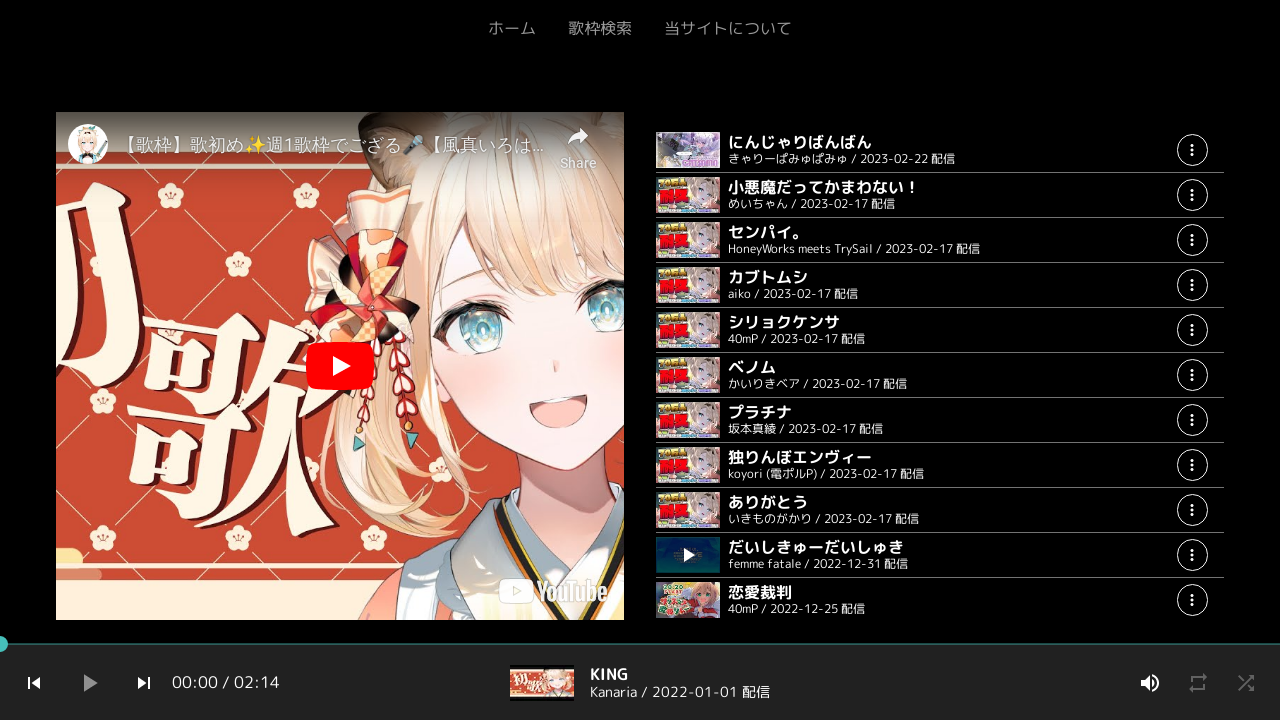 ホーム 歌枠検索 当サイトについて
【歌枠】歌初め✨週1歌枠でござる🎤【風真いろは...
Share
初
歌
YouTube
にんじゃりばんばん
きゃりーぱみゅぱみゅ / 2023-02-22 配信
小悪魔だってかまわない！
めいちゃん / 2023-02-17 配信
センパイ。
HoneyWorks meets TrySail / 2023-02-17 配信
カブトムシ
aiko / 2023-02-17 配信
シリョクケンサ
40mP / 2023-02-17 配信
ベノム
かいりきベア / 2023-02-17 配信
プラチナ
坂本真綾 / 2023-02-17 配信
独りんぼエンヴィー
koyori (電ポルP) / 2023-02-17 配信
ありがとう
いきものがかり / 2023-02-17 配信
だいしきゅーだいしゅき
femme fatale / 2022-12-31 配信
恋愛裁判
40mP / 2022-12-25 配信
00:00 / 02:14
初歌
KING
Kanaria / 2022-01-01 配信